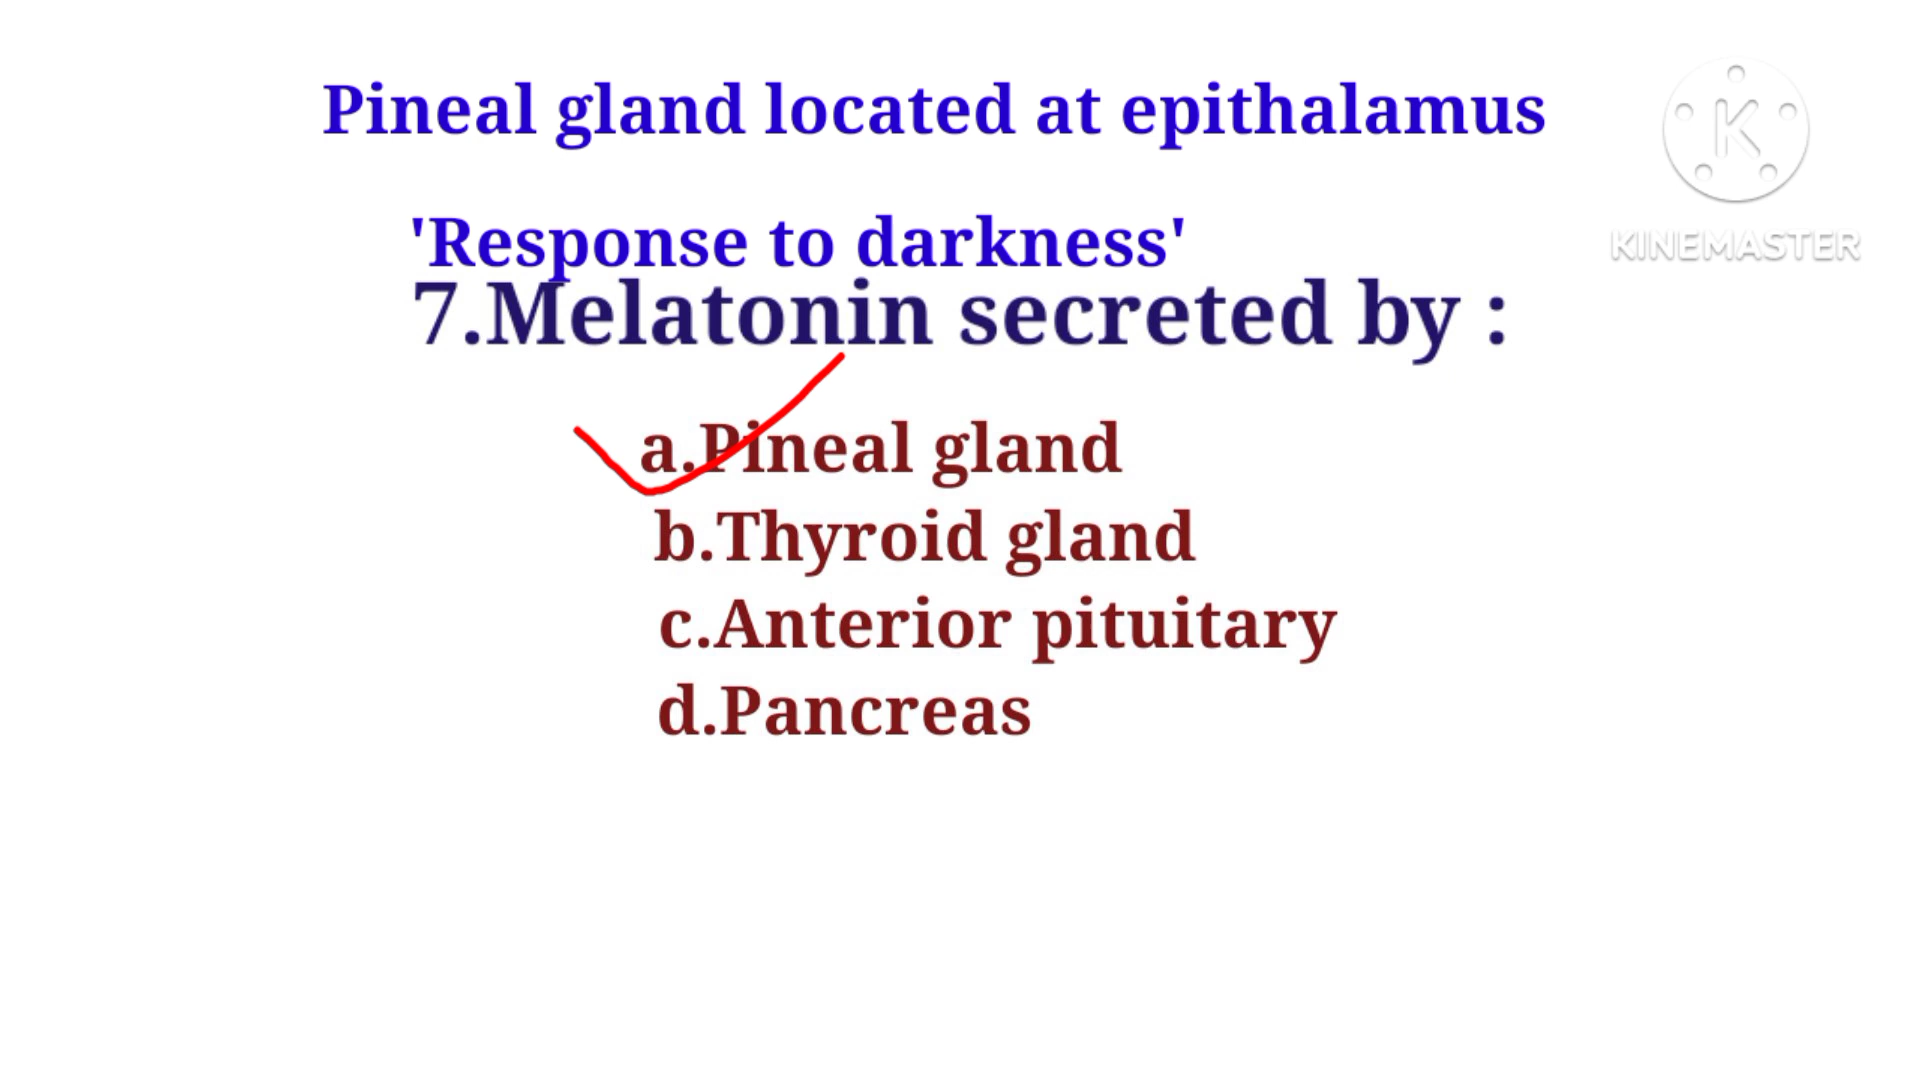 Pineal gland located at epithalamus
K
KINEMASTER
'Response to darkness'
7.Melatonin secreted by :
a.Pineal gland
b.Thyroid gland
c.Anterior pituitary
d.Pancreas